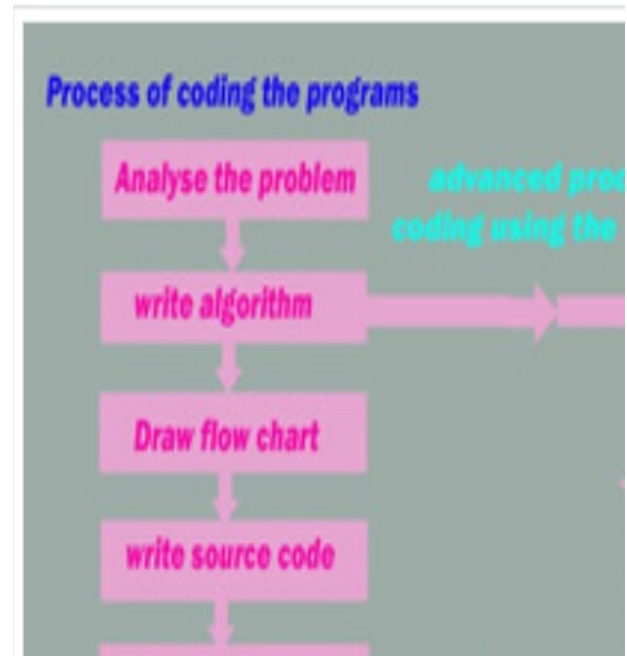 Process of coding the programs
Analyse the problem
advanced
coding using the
write algorithm
Draw flow chart
write source code